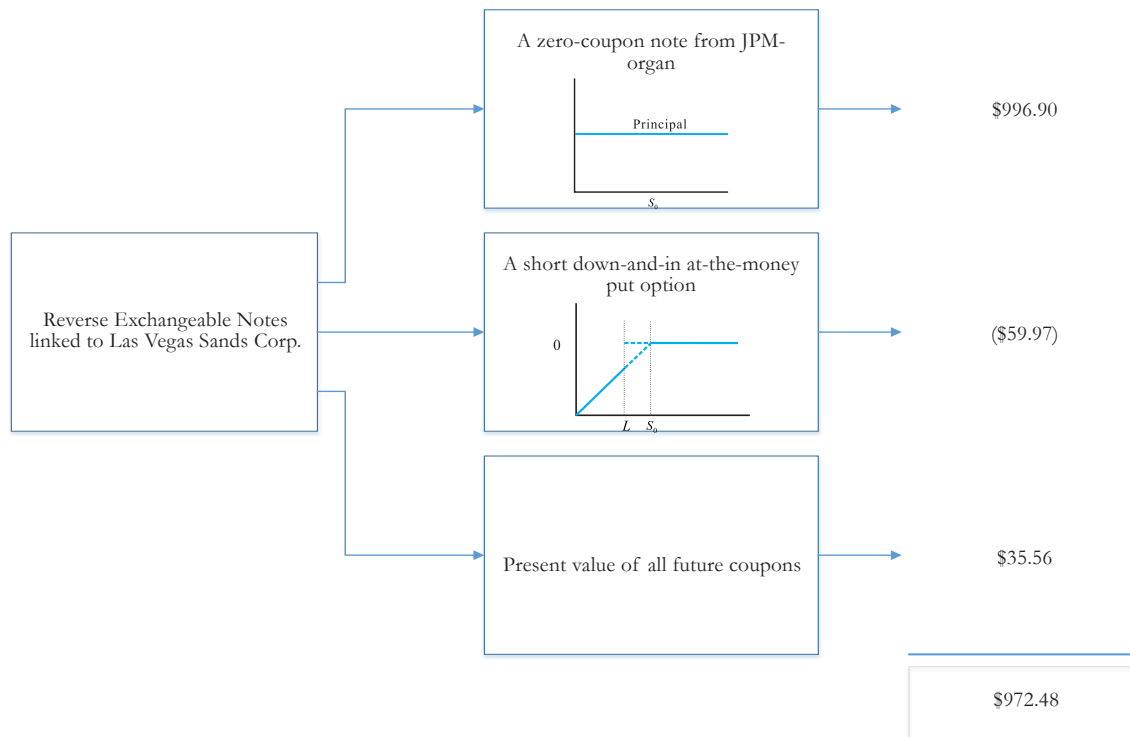 A zero-coupon note from JPM-
organ
Principal
S₀
$996.90
Reverse Exchangeable Notes
linked to Las Vegas Sands Corp.
A short down-and-in at-the-money
put option
0
L S₀
($59.97)
Present value of all future coupons
$35.56
$972.48